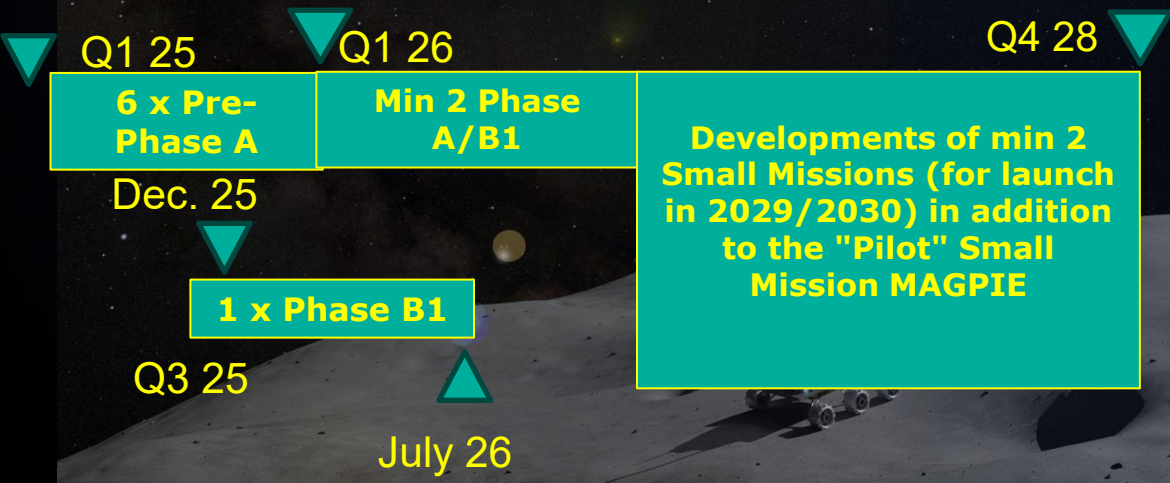 Q1 25
Q1 26
Q4 28
6 x Pre-
Phase A
Min 2 Phase
A/B1
Developments of min 2
Small Missions (for launch
in 2029/2030) in addition
to the "Pilot" Small
Mission MAGPIE
Dec. 25
1 x Phase B1
Q3 25
July 26